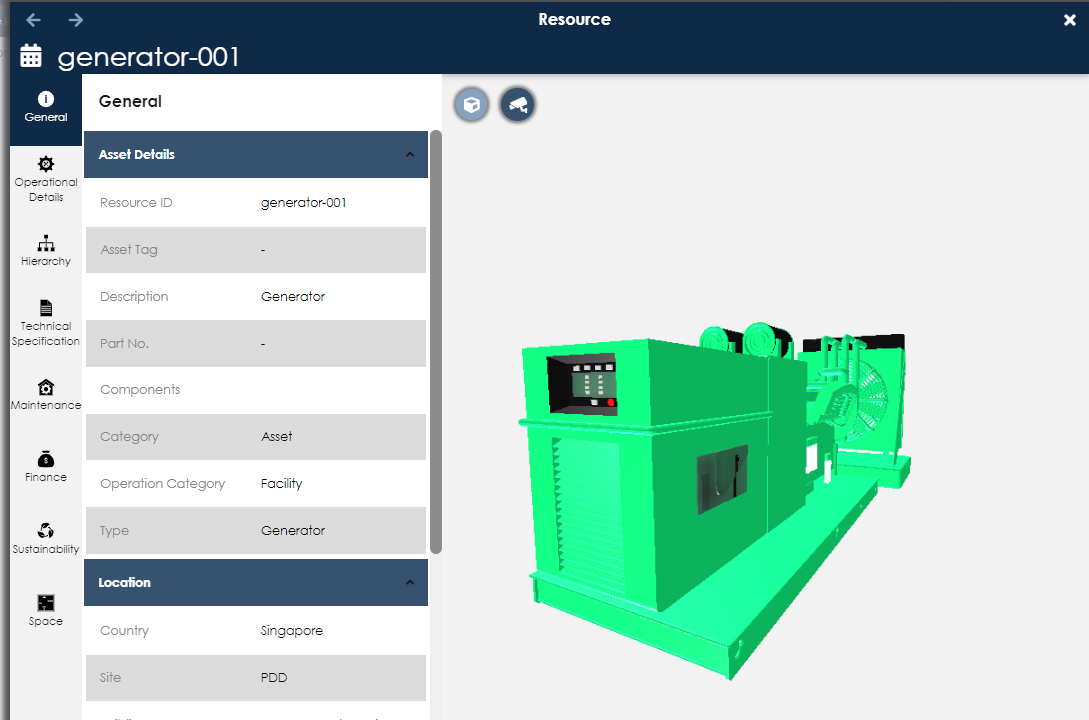 Resource
generator-001
General
Operational
Details
Hierarchy
Technical
Specification
Maintenance
Finance
Sustainability
Space
General
Asset Details
Resource ID generator-001
Asset Tag -
Description Generator
Part No. -
Components
Category Asset
Operation Category Facility
Type Generator
Location
Country Singapore
Site PDD